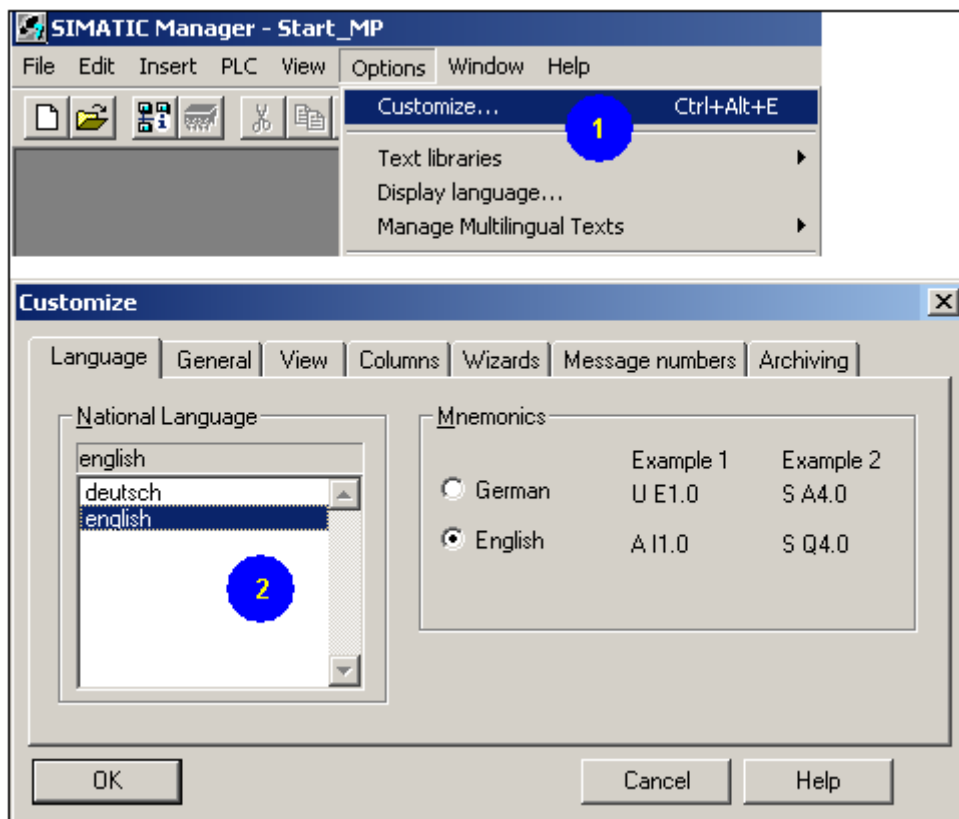 SIMATIC Manager - Start_MP
File Edit Insert PLC View Options Window Help
Customize... Ctrl+Alt+E
1
Text libraries
Display language...
Manage Multilingual Texts
Customize
Language General View Columns Wizards Message numbers Archiving
National Language Mnemonics
english
Example 1 Example 2
deutsch
German U E1.0 S A4.0
english
English A I1.0 S Q4.0
2
OK Cancel Help